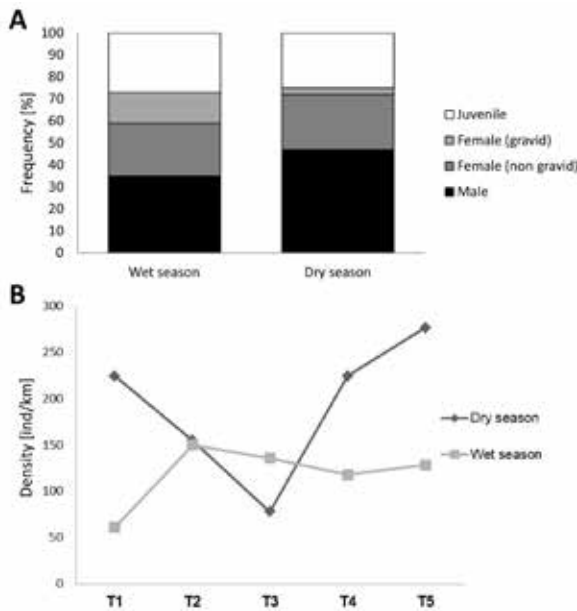 A
100
90
80
70
60
50
40
30
20
10
0
Frequency [%]
Wet season
Dry season
Juvenile
Female (gravid)
Female (non gravid)
Male
B
300
250
200
150
100
50
0
Density [ind/km]
T1 T2 T3 T4 T5
Dry season
Wet season